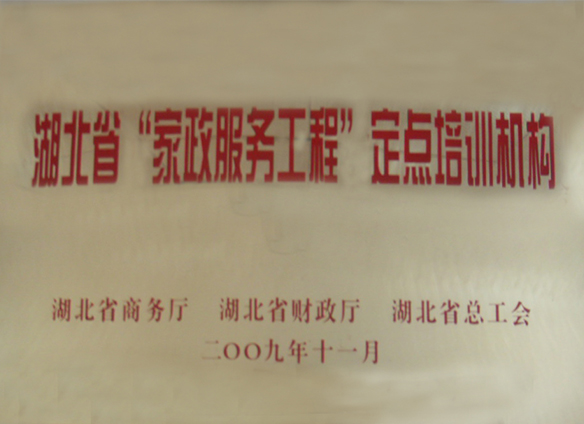 湖北省“家政服务工程”定点培训机构
湖北省商务厅 湖北省财政厅 湖北省总工会
二〇〇九年十一月